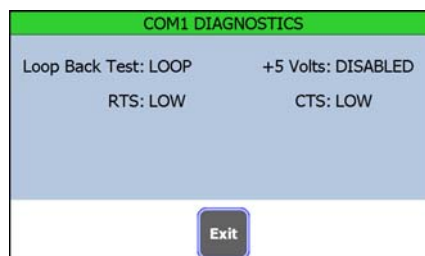 COM1 DIAGNOSTICS
Loop Back Test: LOOP +5 Volts: DISABLED
RTS: LOW CTS: LOW
Exit